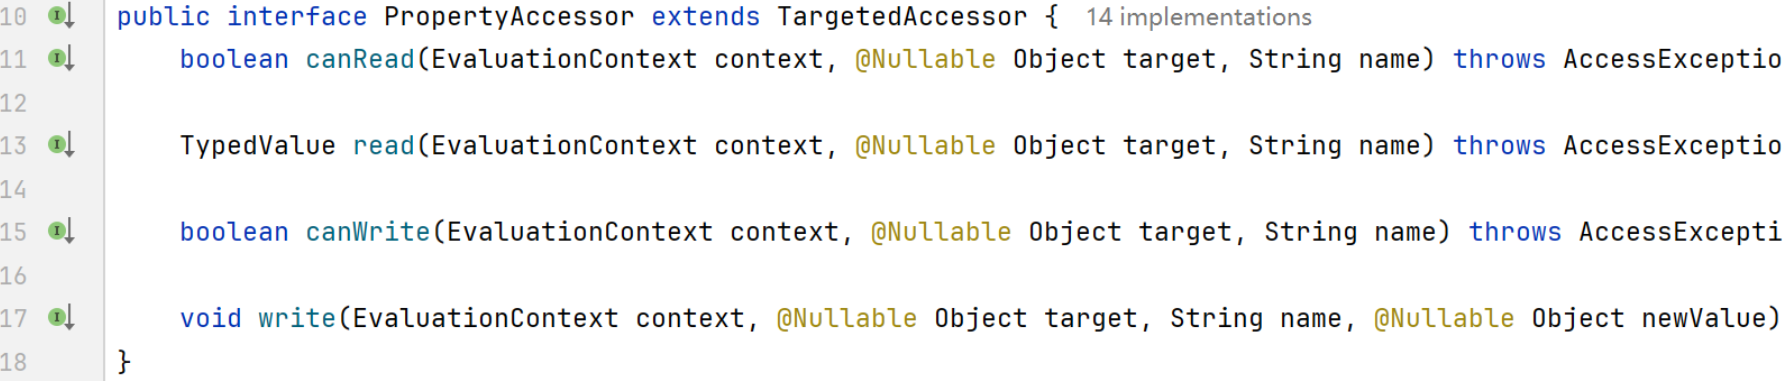 10 public interface PropertyAccessor extends TargetedAccessor { 14 implementations
11 boolean canRead(EvaluationContext context, @Nullable Object target, String name) throws AccessExceptio
12
13 TypedValue read(EvaluationContext context, @Nullable Object target, String name) throws AccessExceptio
14
15 boolean canWrite(EvaluationContext context, @Nullable Object target, String name) throws AccessExcepti
16
17 void write(EvaluationContext context, @Nullable Object target, String name, @Nullable Object newValue)
18 }